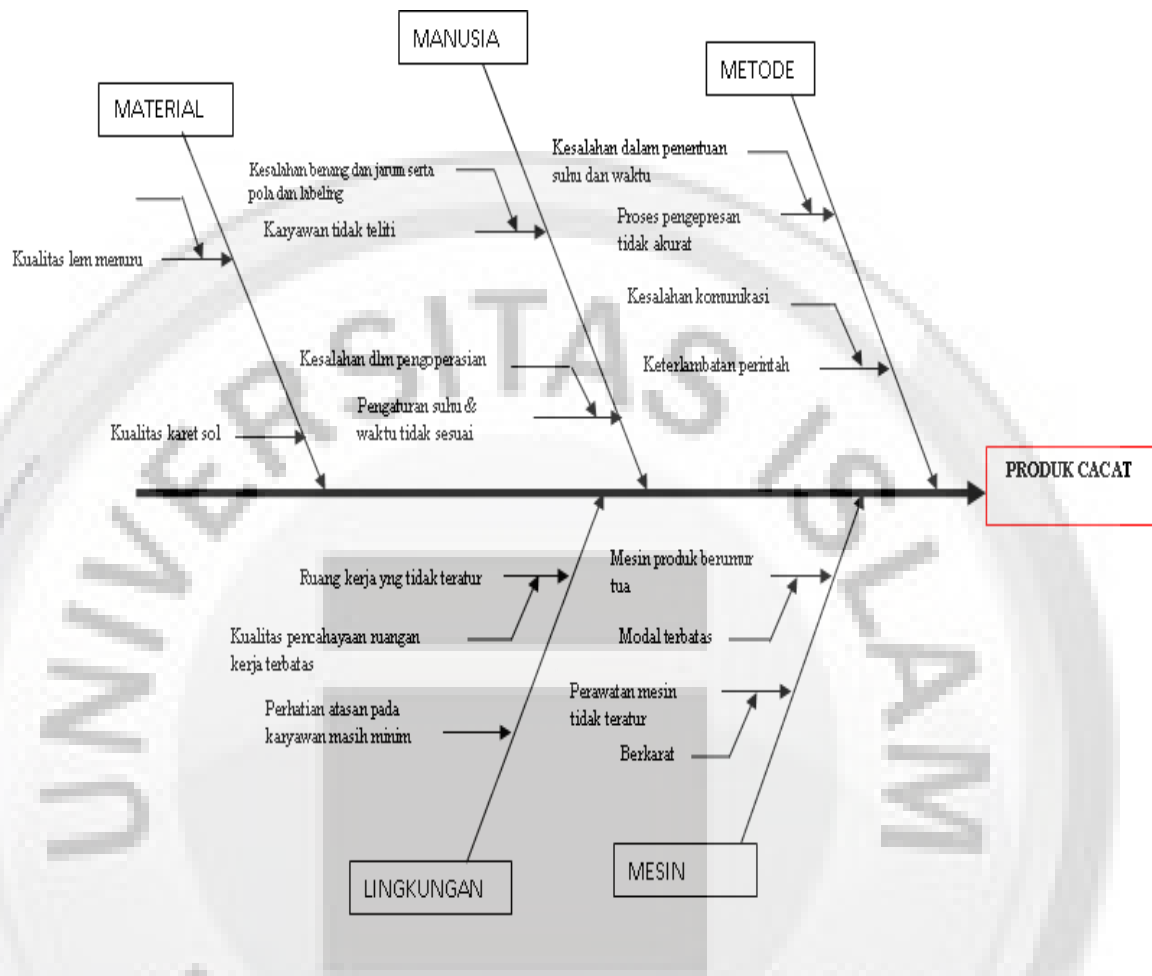 MANUSIA
METODE
MATERIAL
Kesalahan dalam penentuan
suhu dan waktu
Kesalahan benang dan jarum serta
pola dan labeling
Karyawan tidak teliti
Proses pengepresan
tidak akurat
Kualitas lem menuru
Kesalahan komunikasi
Kesalahan dlm pengoperasian
Keterlambatan perintah
Pengaturan suhu &
waktu tidak sesuai
Kualitas karet sol
PRODUK CACAT
Ruang kerja yng tidak teratur
Mesin produk berumur
tua
Kualitas pencahayaan ruangan
kerja terbatas
Modal terbatas
Perhatian atasan pada
karyawan masih minim
Perawatan mesin
tidak teratur
Berkarat
LINGKUNGAN
MESIN
UNIVERSITAS ISLAM